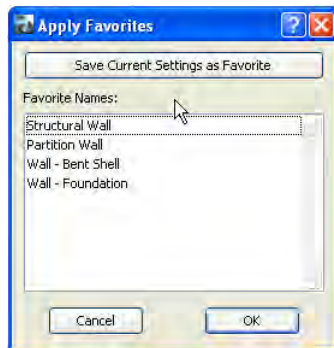 Apply Favorites
Save Current Settings as Favorite
Favorite Names:
Structural Wall
Partition Wall
Wall - Bent Shell
Wall - Foundation
Cancel OK